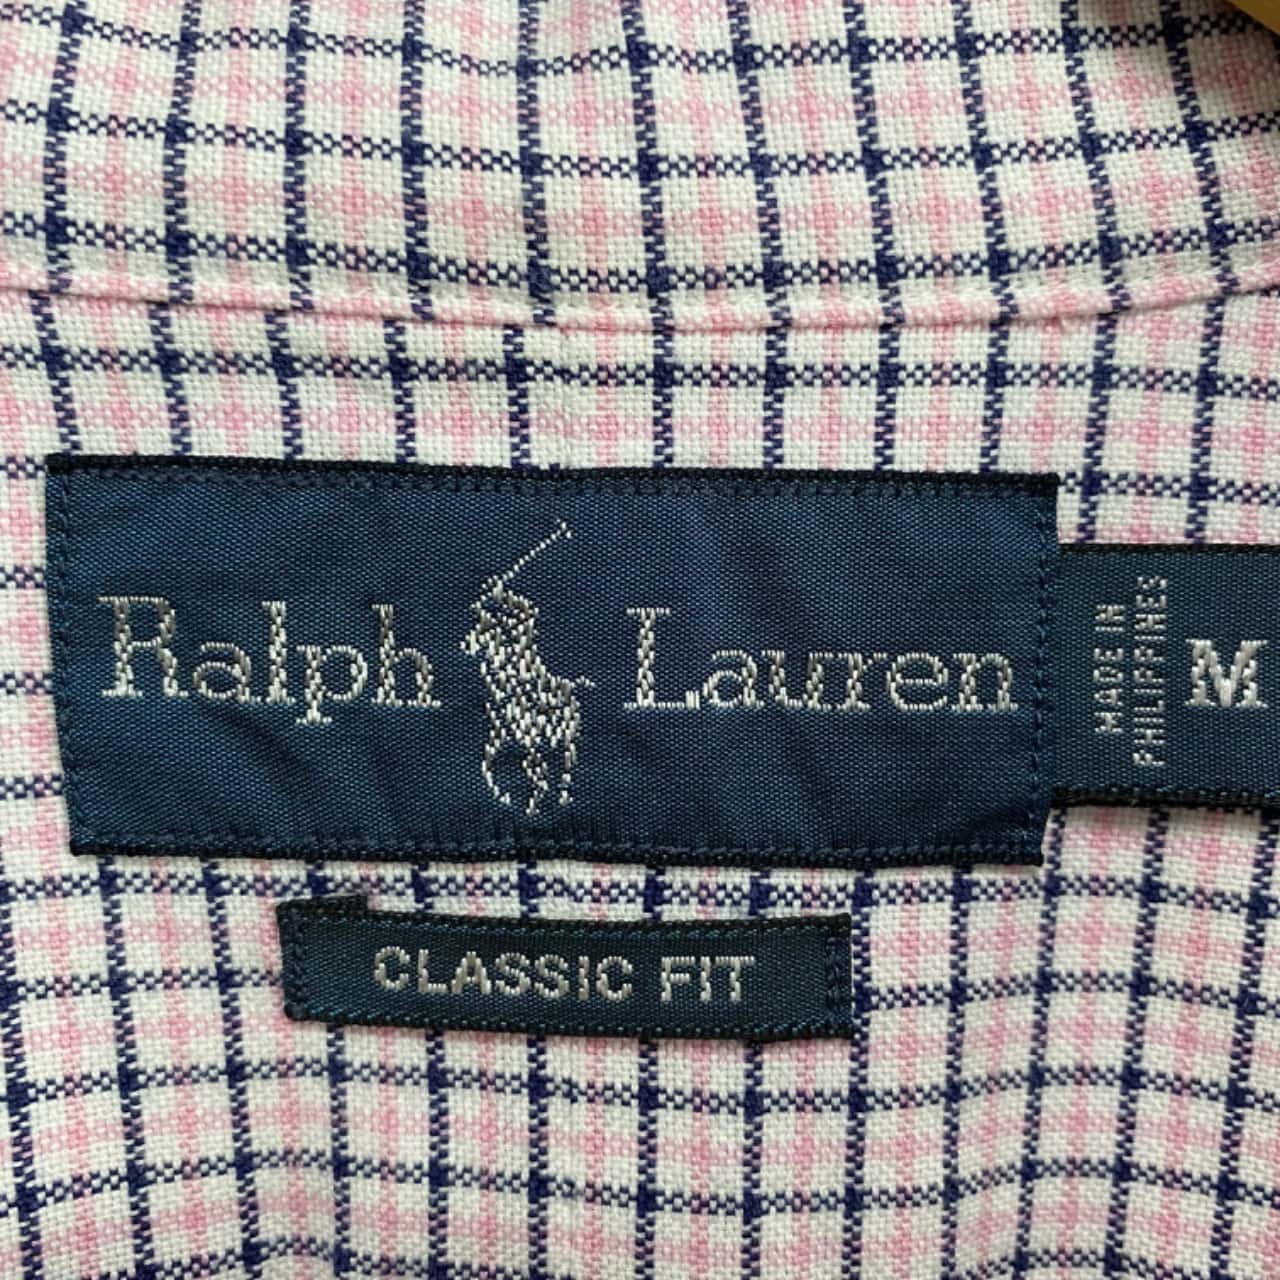 Ralph Lauren
MADE IN
PHILIPPINES
M
CLASSIC FIT